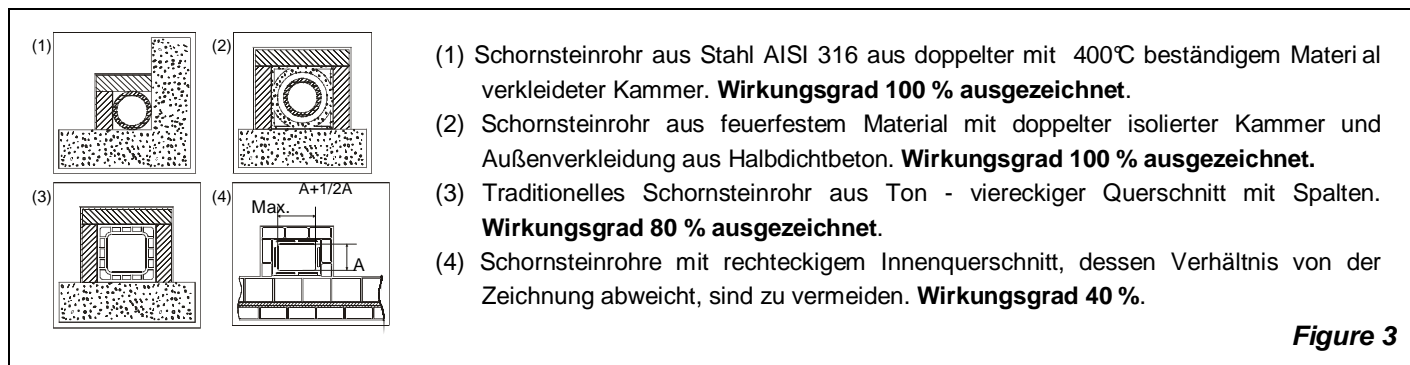 (1)
(2)
(3)
(4)
A+1/2A
Max.
A
(1) Schornsteinrohr aus Stahl AISI 316 aus doppelter mit 400°C beständigem Materi al
verkleideter Kammer. Wirkungsgrad 100 % ausgezeichnet.
(2) Schornsteinrohr aus feuerfestem Material mit doppelter isolierter Kammer und
Außenverkleidung aus Halbdichtbeton. Wirkungsgrad 100 % ausgezeichnet.
(3) Traditionelles Schornsteinrohr aus Ton - viereckiger Querschnitt mit Spalten.
Wirkungsgrad 80 % ausgezeichnet.
(4) Schornsteinrohre mit rechteckigem Innenquerschnitt, dessen Verhältnis von der
Zeichnung abweicht, sind zu vermeiden. Wirkungsgrad 40 %.
Figure 3